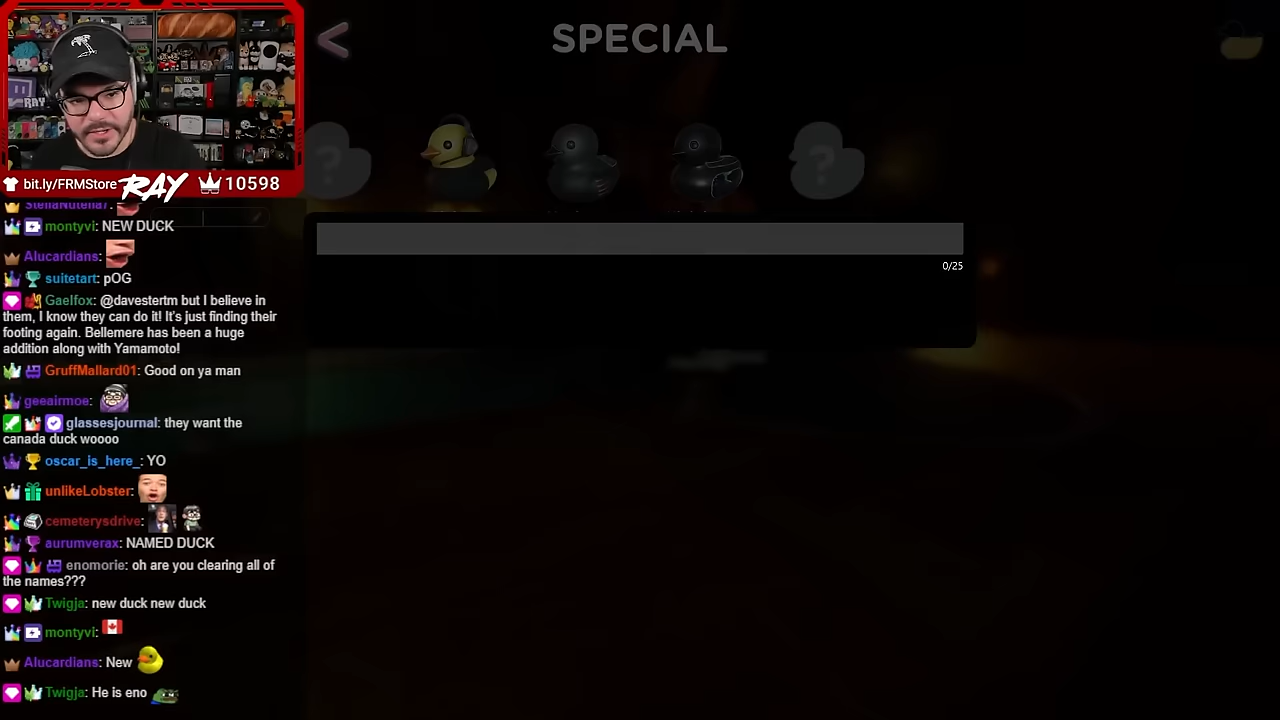 SPECIAL
bit.ly/FRMStore RAY 10598
StellaNutella7:
montyvi: NEW DUCK
Alucardians:
suitetart: pOG
Gaelfox: @davestertm but I believe in
them, I know they can do it! It's just finding their
footing again. Bellemere has been a huge
addition along with Yamamoto!
GruffMallard01: Good on ya man
geeairmoe:
glassesjournal: they want the
canada duck woooo
oscar_is_here_: YO
unlikeLobster:
cemeterysdrive:
aurumverax: NAMED DUCK
enomorie: oh are you clearing all of
the names???
Twigja: new duck new duck
montyvi:
Alucardians: New
Twigja: He is eno
? ?
0/25